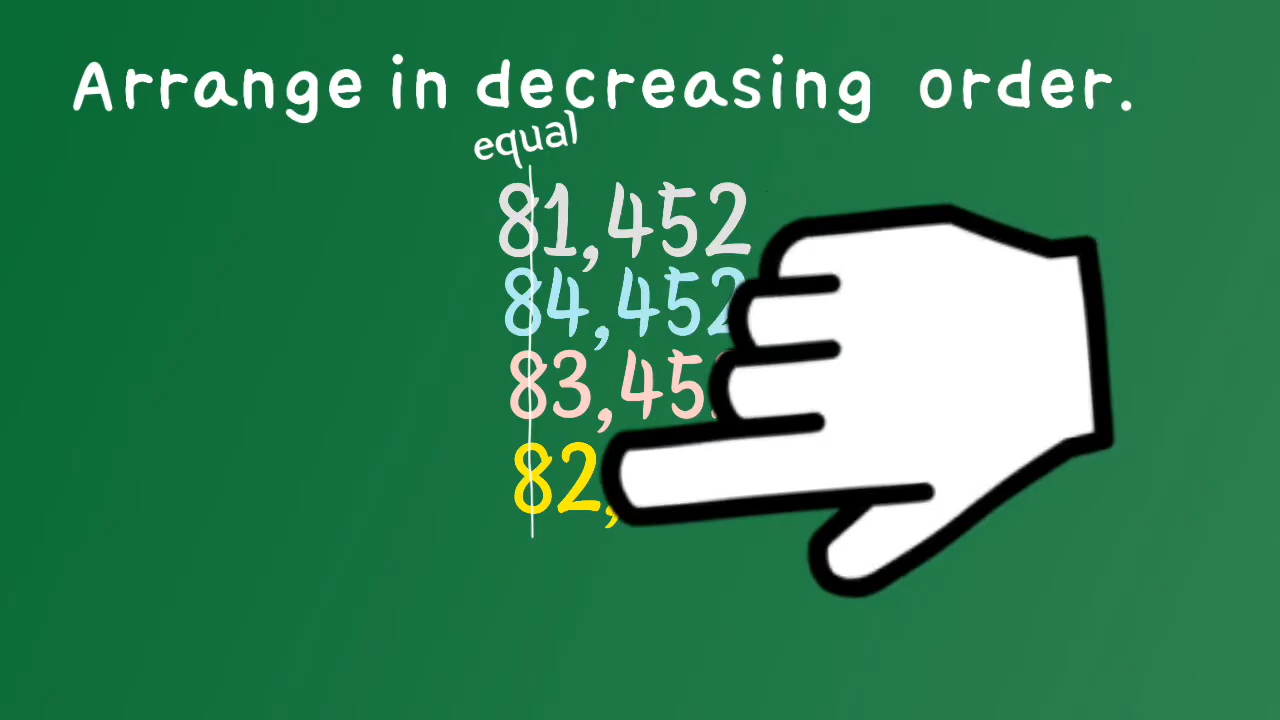 Arrange in decreasing order.
equal
81,452
84,452
83,45
82,